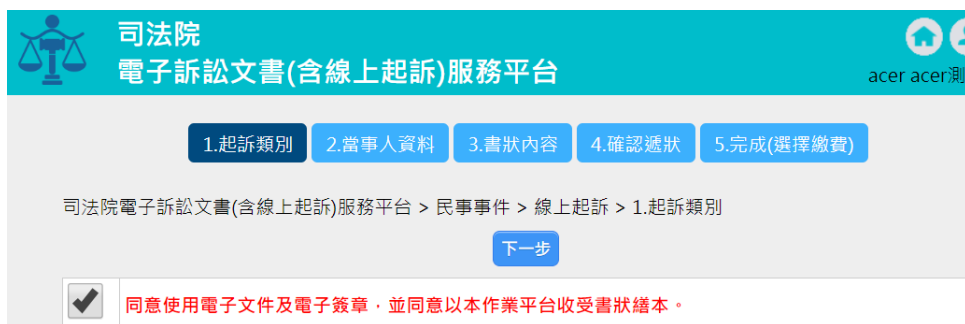 司法院
電子訴訟文書(含線上起訴)服務平台
acer acer測
1.起訴類別 2.當事人資料 3.書狀內容 4.確認遞狀 5.完成(選擇繳費)
司法院電子訴訟文書(含線上起訴)服務平台 > 民事事件 > 線上起訴 > 1.起訴類別
下一步
同意使用電子文件及電子簽章，並同意以本作業平台收受書狀繕本。